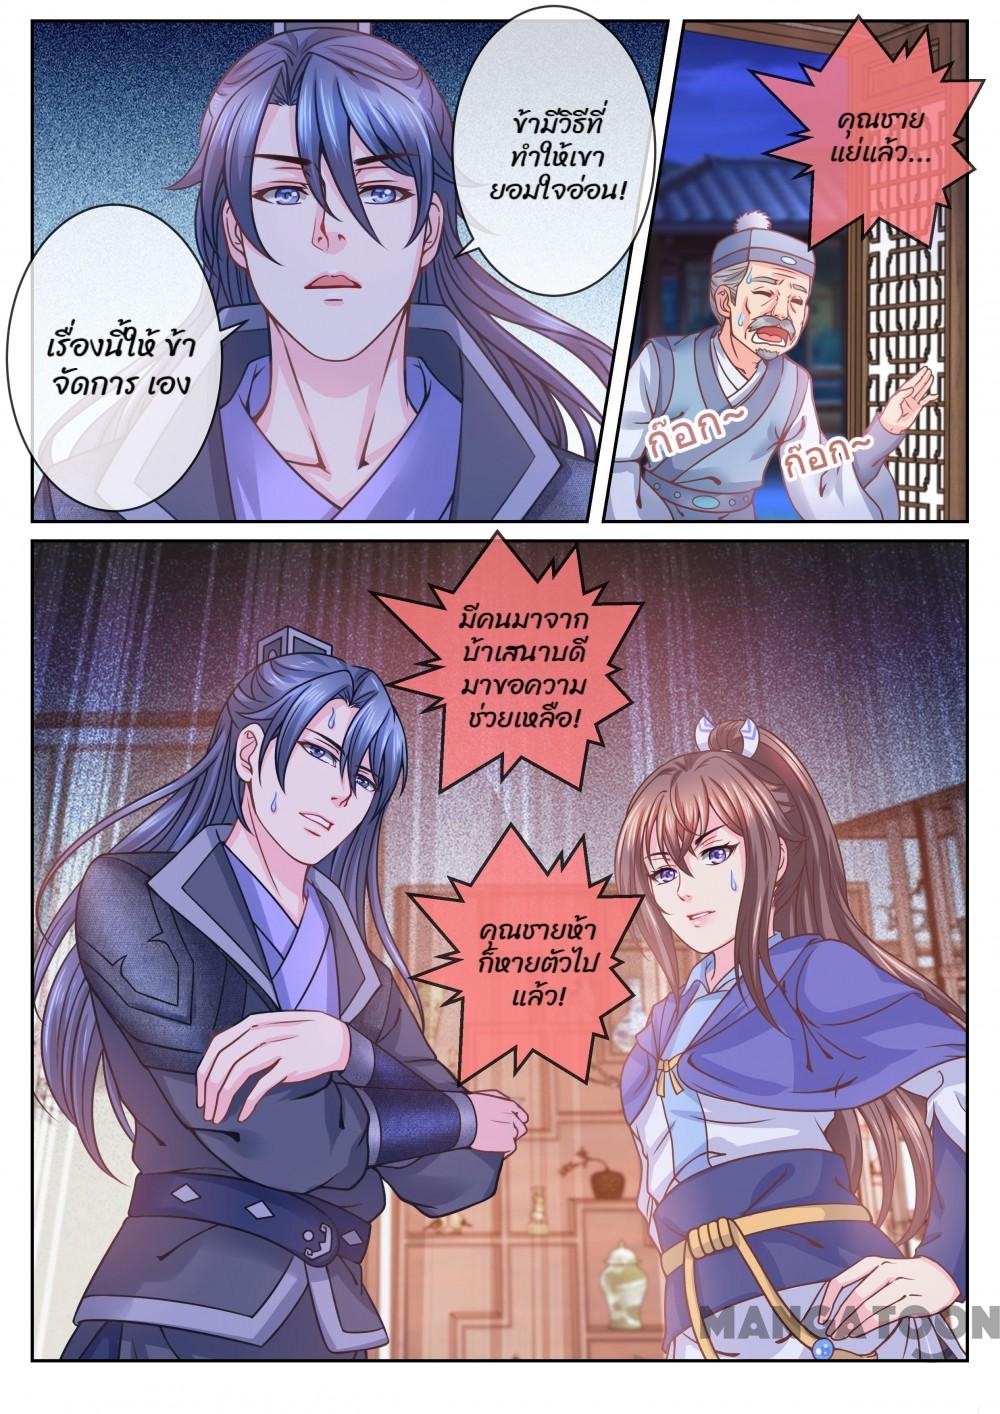 ข้ามีวิธีที่
ทำให้เขา
ยอมใจอ่อน!
เรื่องนี้ให้ ข้า
จัดการ เอง
คุณชาย
แย่แล้ว...
ก๊อก~
ก๊อก~
มีคนมาจาก
บ้าเสนาบดี
มาขอความ
ช่วยเหลือ!
คุณชายห้า
ก็หายตัวไป
แล้ว!
MANGATOON